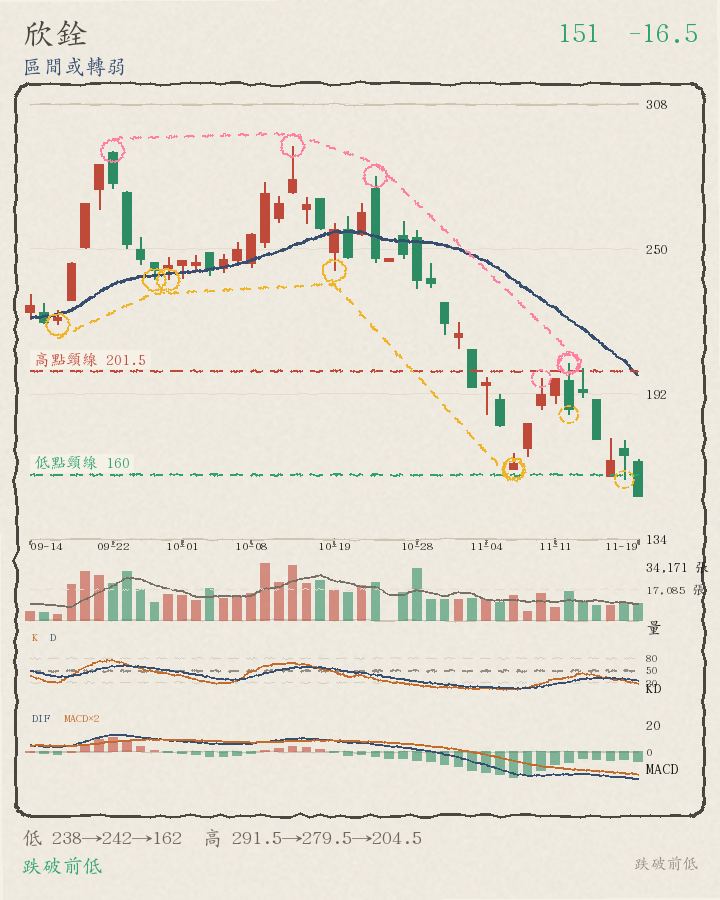 欣銓
151 -16.5
區間或轉弱
308
250
高點頸線 201.5
192
低點頸線 160
134
09-14 09-22 10-01 10-08 10-19 10-28 11-04 11-11 11-19
34,171 張
17,085 張
量
K D
80
50
20
KD
DIF MACD×2
20
0
MACD
低 238→242→162 高 291.5→279.5→204.5
跌破前低
跌破前低